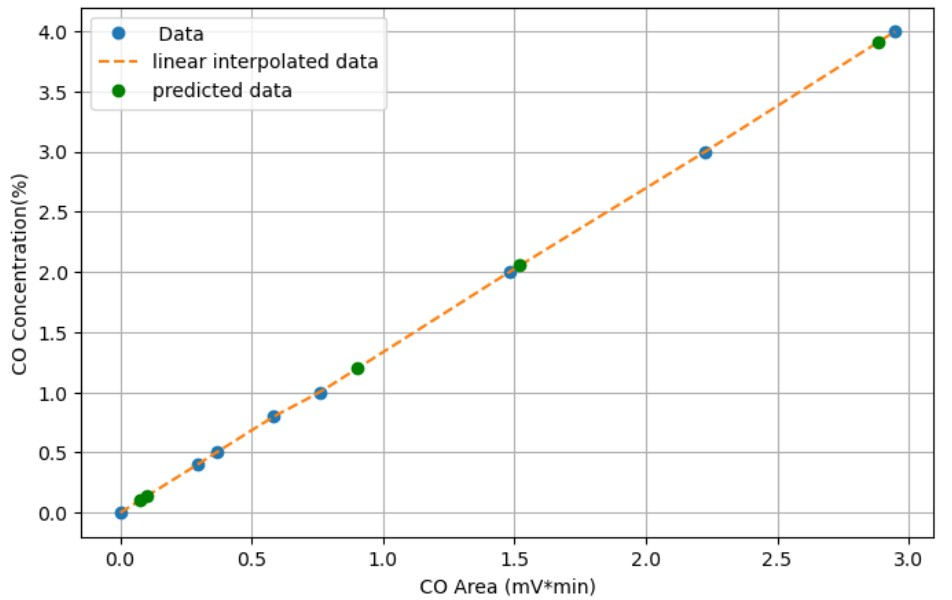 Data
linear interpolated data
predicted data
4.0
3.5
3.0
2.5
2.0
1.5
1.0
0.5
0.0
CO Concentration(%)
0.0 0.5 1.0 1.5 2.0 2.5 3.0
CO Area (mV*min)